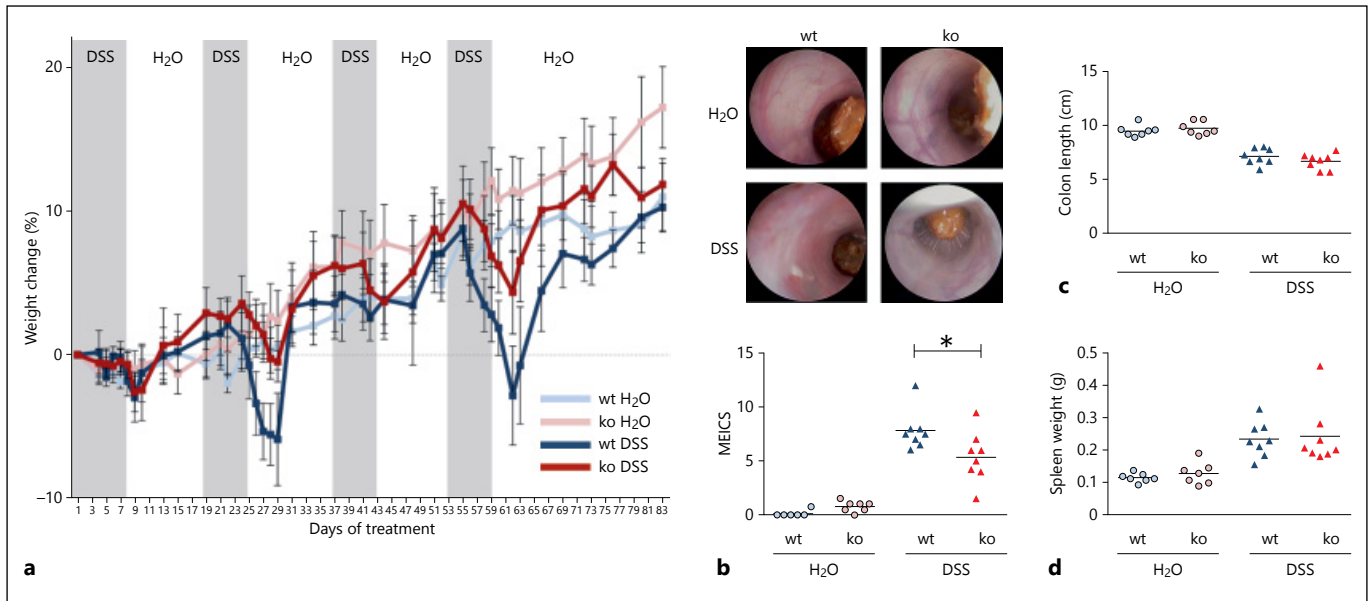 DSS H₂O DSS H₂O DSS H₂O DSS H₂O
20
10
0
−10
Weight change (%)
wt H₂O
ko H₂O
wt DSS
ko DSS
1 3 5 7 9 11 13 15 17 19 21 23 25 27 29 31 33 35 37 39 41 43 45 47 49 51 53 55 57 59 61 63 65 67 69 71 73 75 77 79 81 83
Days of treatment
a
wt ko
H₂O
DSS
15
10
5
0
MEICS
*
wt ko wt ko
H₂O DSS
b
15
10
5
0
Colon length (cm)
wt ko wt ko
H₂O DSS
c
0.5
0.4
0.3
0.2
0.1
0
Spleen weight (g)
wt ko wt ko
H₂O DSS
d